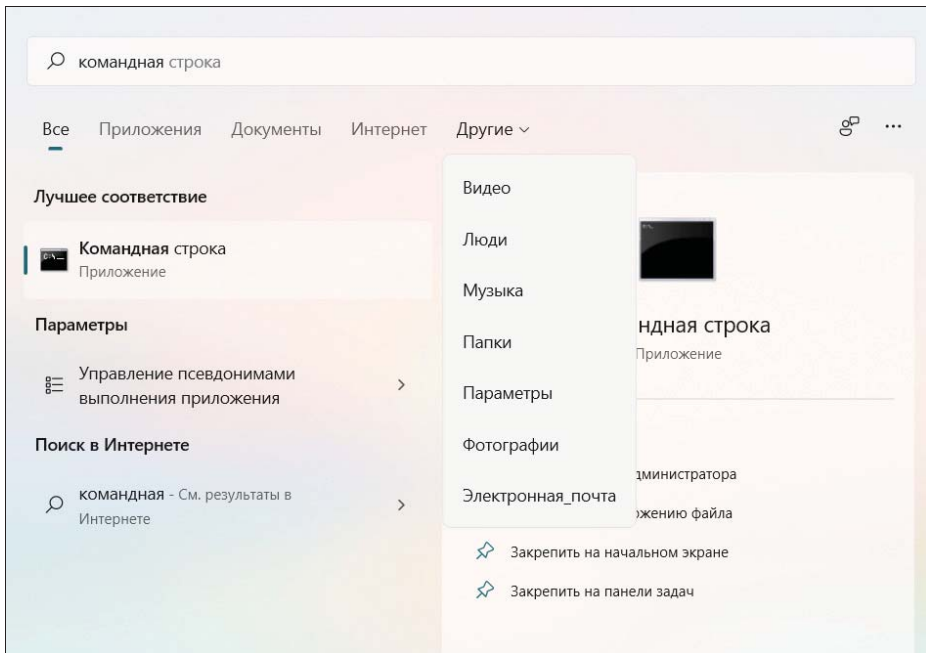 командная строка
Все Приложения Документы Интернет Другие
Лучшее соответствие
Командная строка
Приложение
Параметры
Управление псевдонимами
выполнения приложения
Поиск в Интернете
командная - См. результаты в
Интернете
Видео
Люди
Музыка
Папки
Параметры
Фотографии
Электронная_почта
ндная строка
Приложение
дминистратора
ожению файла
Закрепить на начальном экране
Закрепить на панели задач